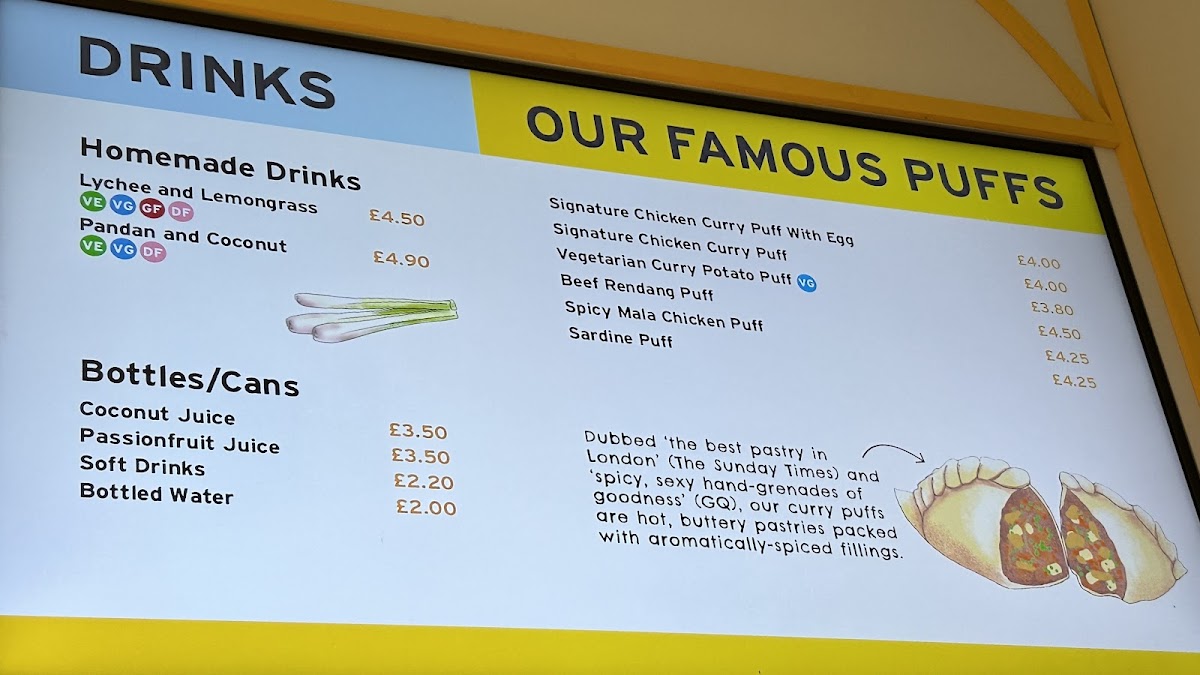 DRINKS
Homemade Drinks
Lychee and Lemongrass £4.50
VE VG GF DF
Pandan and Coconut £4.90
VE VG DF
Bottles/Cans
Coconut Juice £3.50
Passionfruit Juice £3.50
Soft Drinks £2.20
Bottled Water £2.00
OUR FAMOUS PUFFS
Signature Chicken Curry Puff With Egg £4.00
Signature Chicken Curry Puff £4.00
Vegetarian Curry Potato Puff VG £3.80
Beef Rendang Puff £4.50
Spicy Mala Chicken Puff £4.25
Sardine Puff £4.25
Dubbed ‘the best pastry in
London’ (The Sunday Times) and
‘spicy, sexy hand-grenades of
goodness’ (GQ), our curry puffs
are hot, buttery pastries packed
with aromatically-spiced fillings.